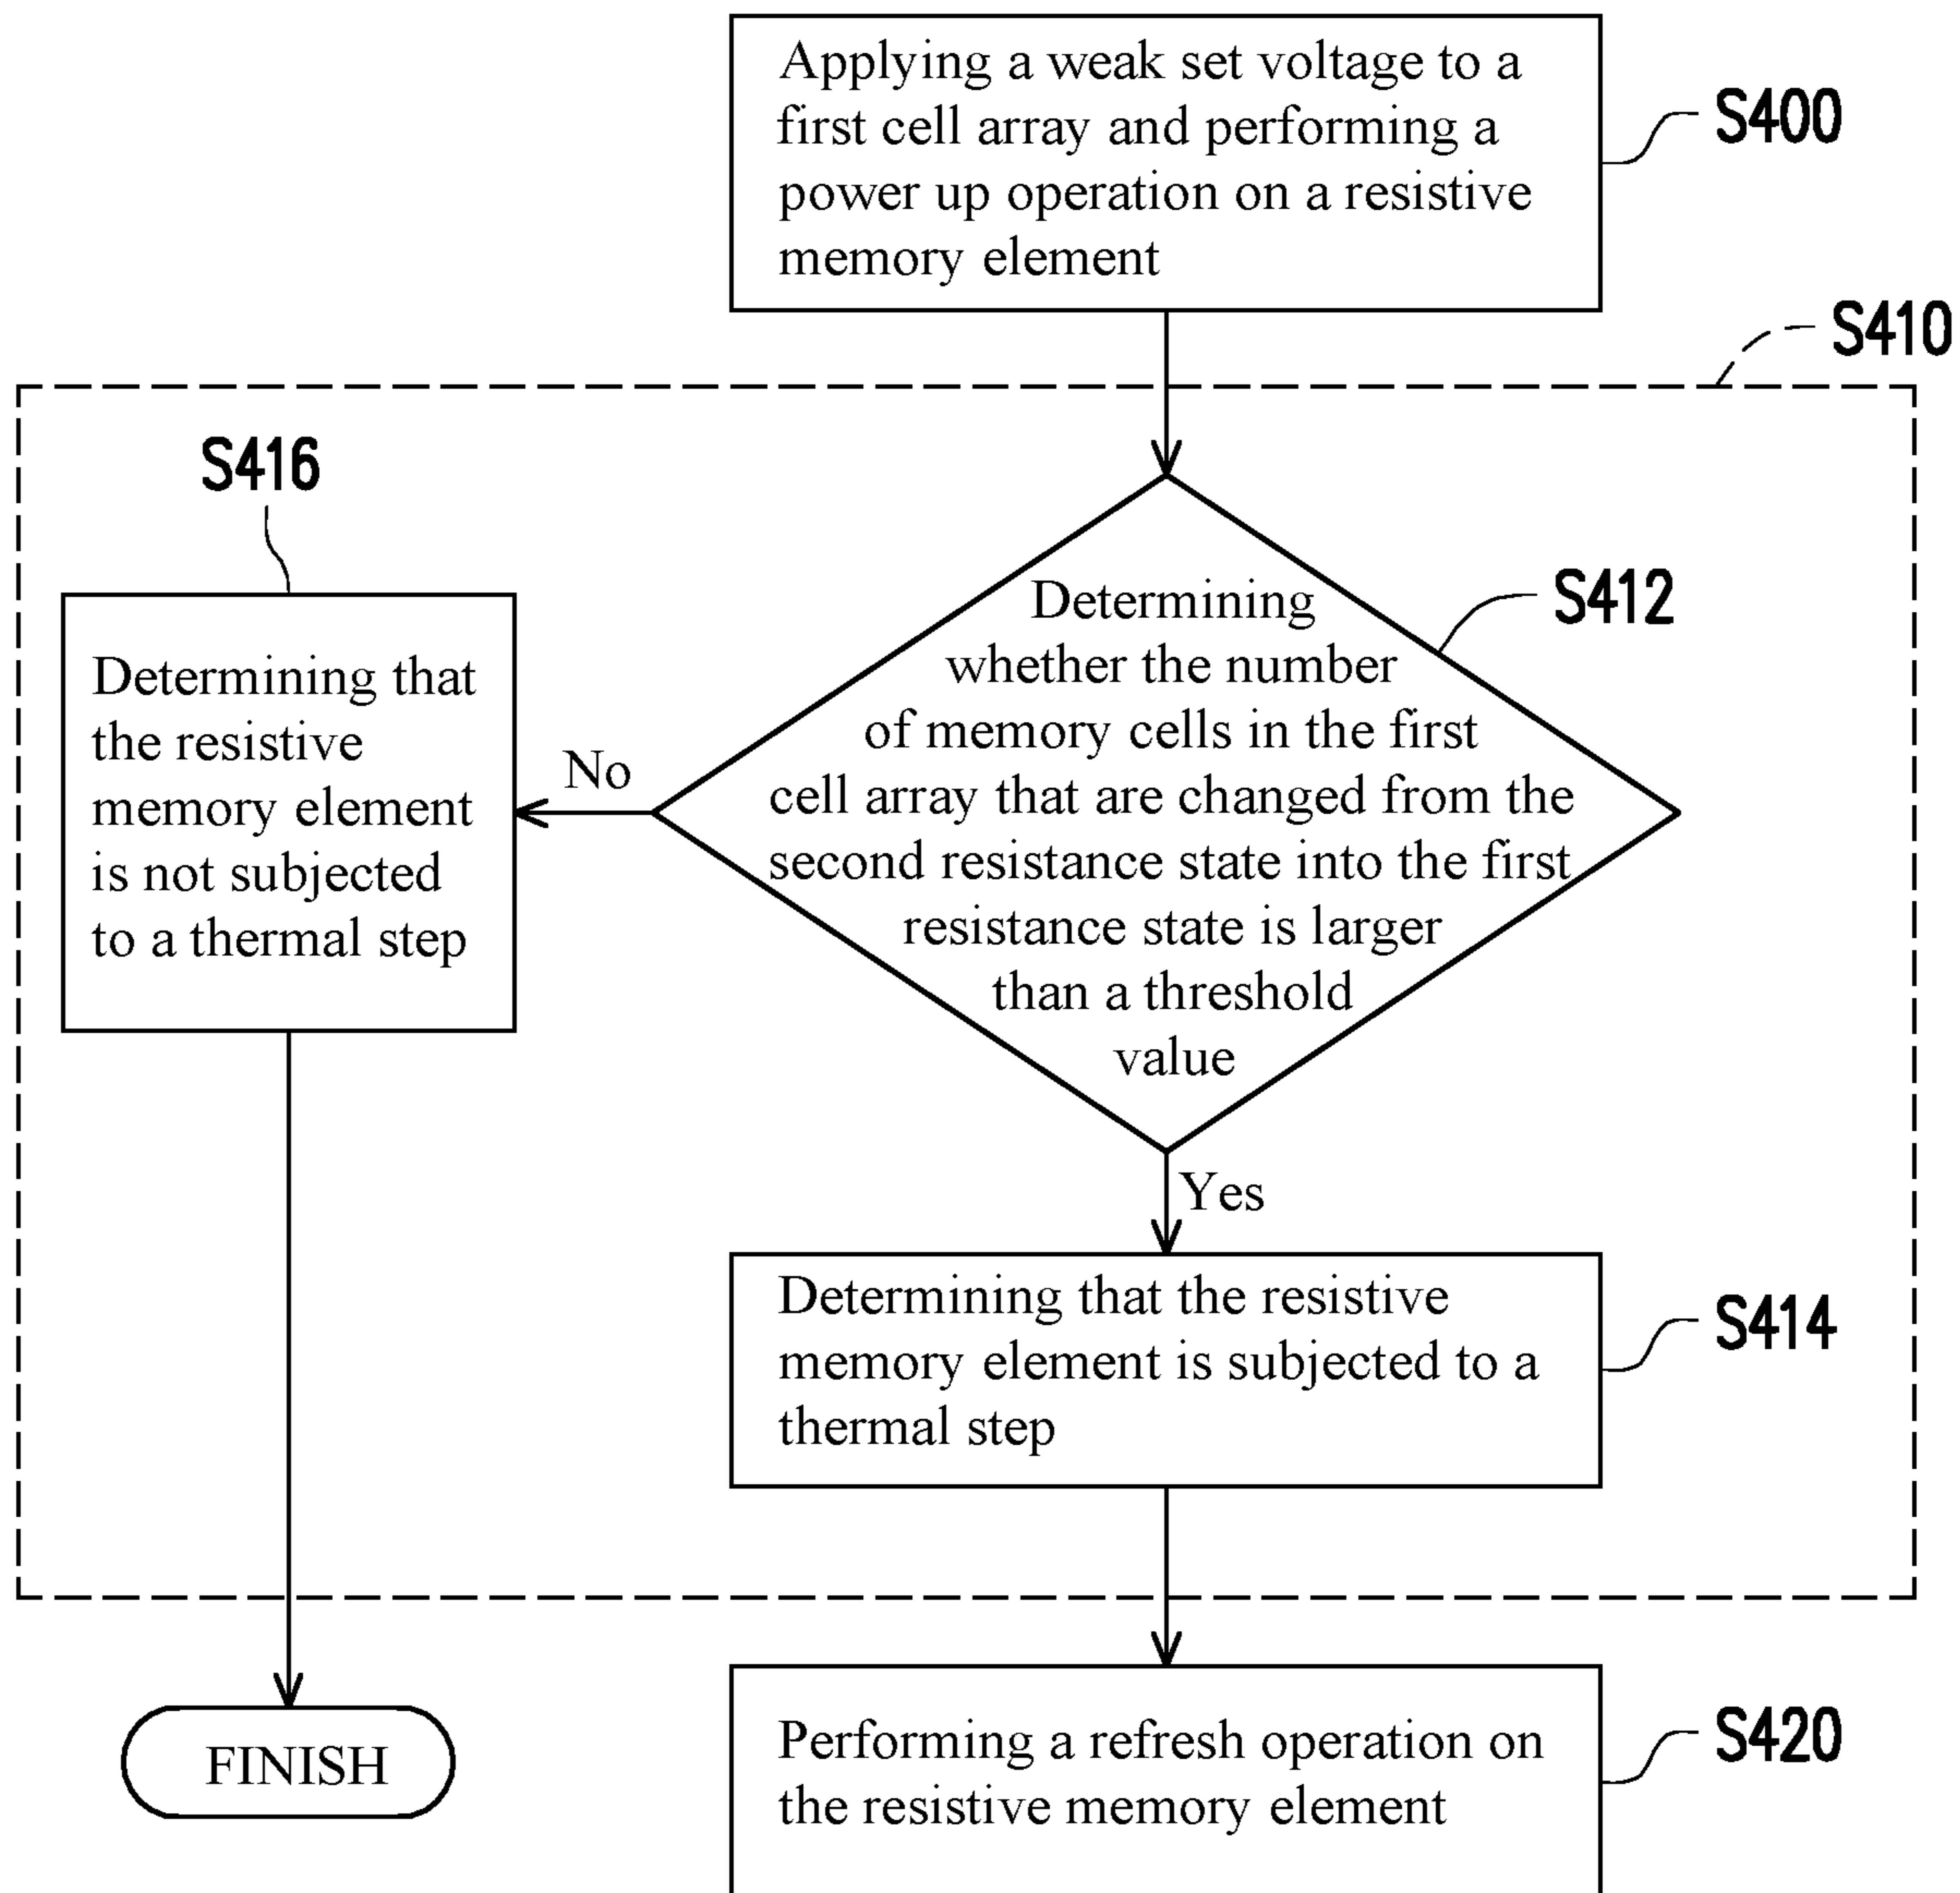 Applying a weak set voltage to a
first cell array and performing a
power up operation on a resistive
memory element
S400
S410
S416
Determining that
the resistive
memory element
is not subjected
to a thermal step
No
Determining
whether the number
of memory cells in the first
cell array that are changed from the
second resistance state into the first
resistance state is larger
than a threshold
value
S412
Yes
Determining that the resistive
memory element is subjected to a
thermal step
S414
FINISH
Performing a refresh operation on
the resistive memory element
S420